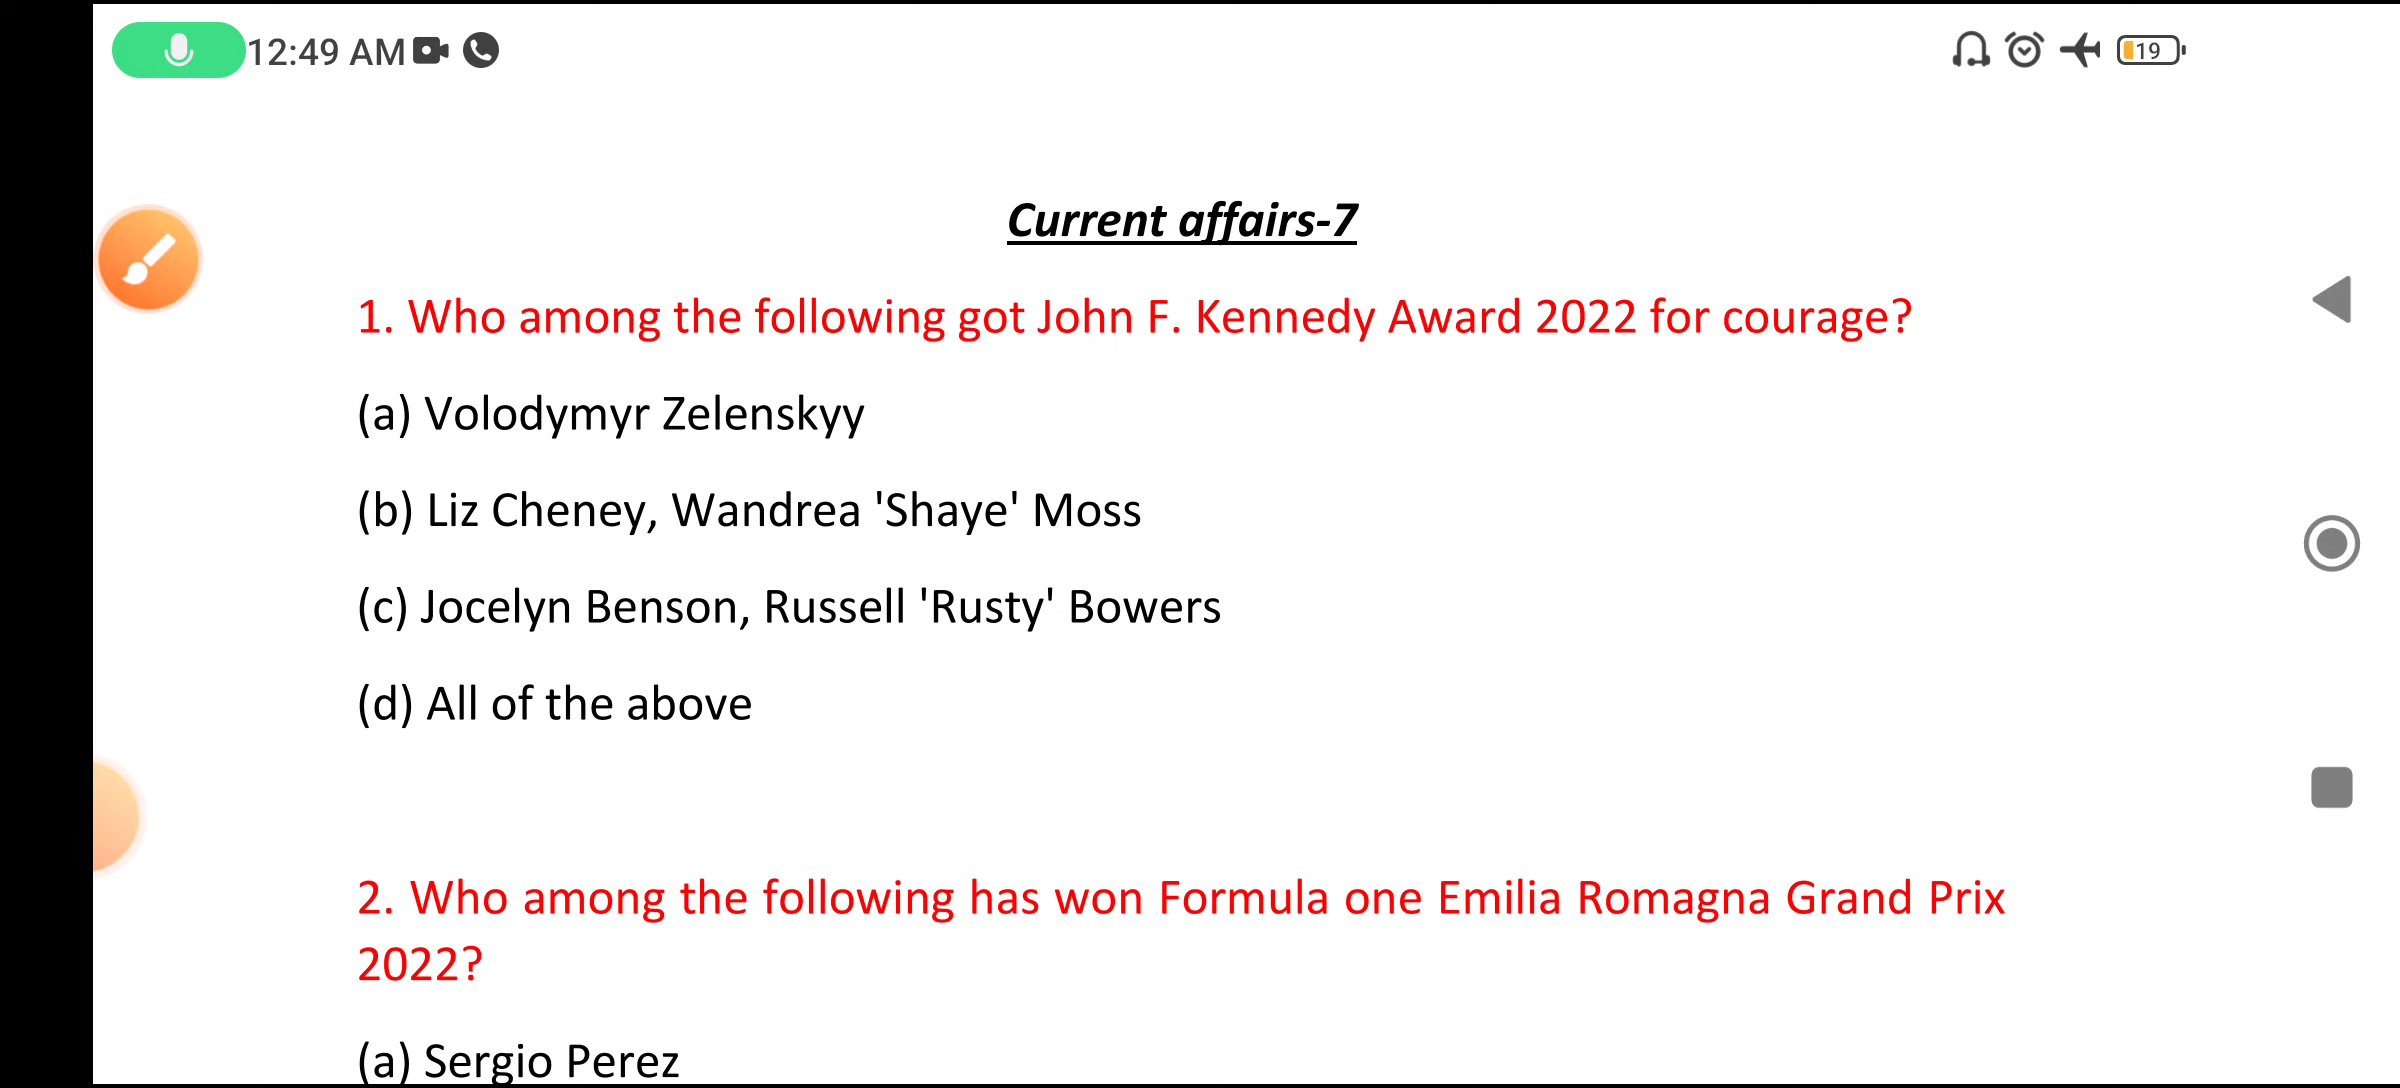 12:49 AM
19
Current affairs-7
1. Who among the following got John F. Kennedy Award 2022 for courage?
(a) Volodymyr Zelenskyy
(b) Liz Cheney, Wandrea 'Shaye' Moss
(c) Jocelyn Benson, Russell 'Rusty' Bowers
(d) All of the above
2. Who among the following has won Formula one Emilia Romagna Grand Prix
2022?
(a) Sergio Perez